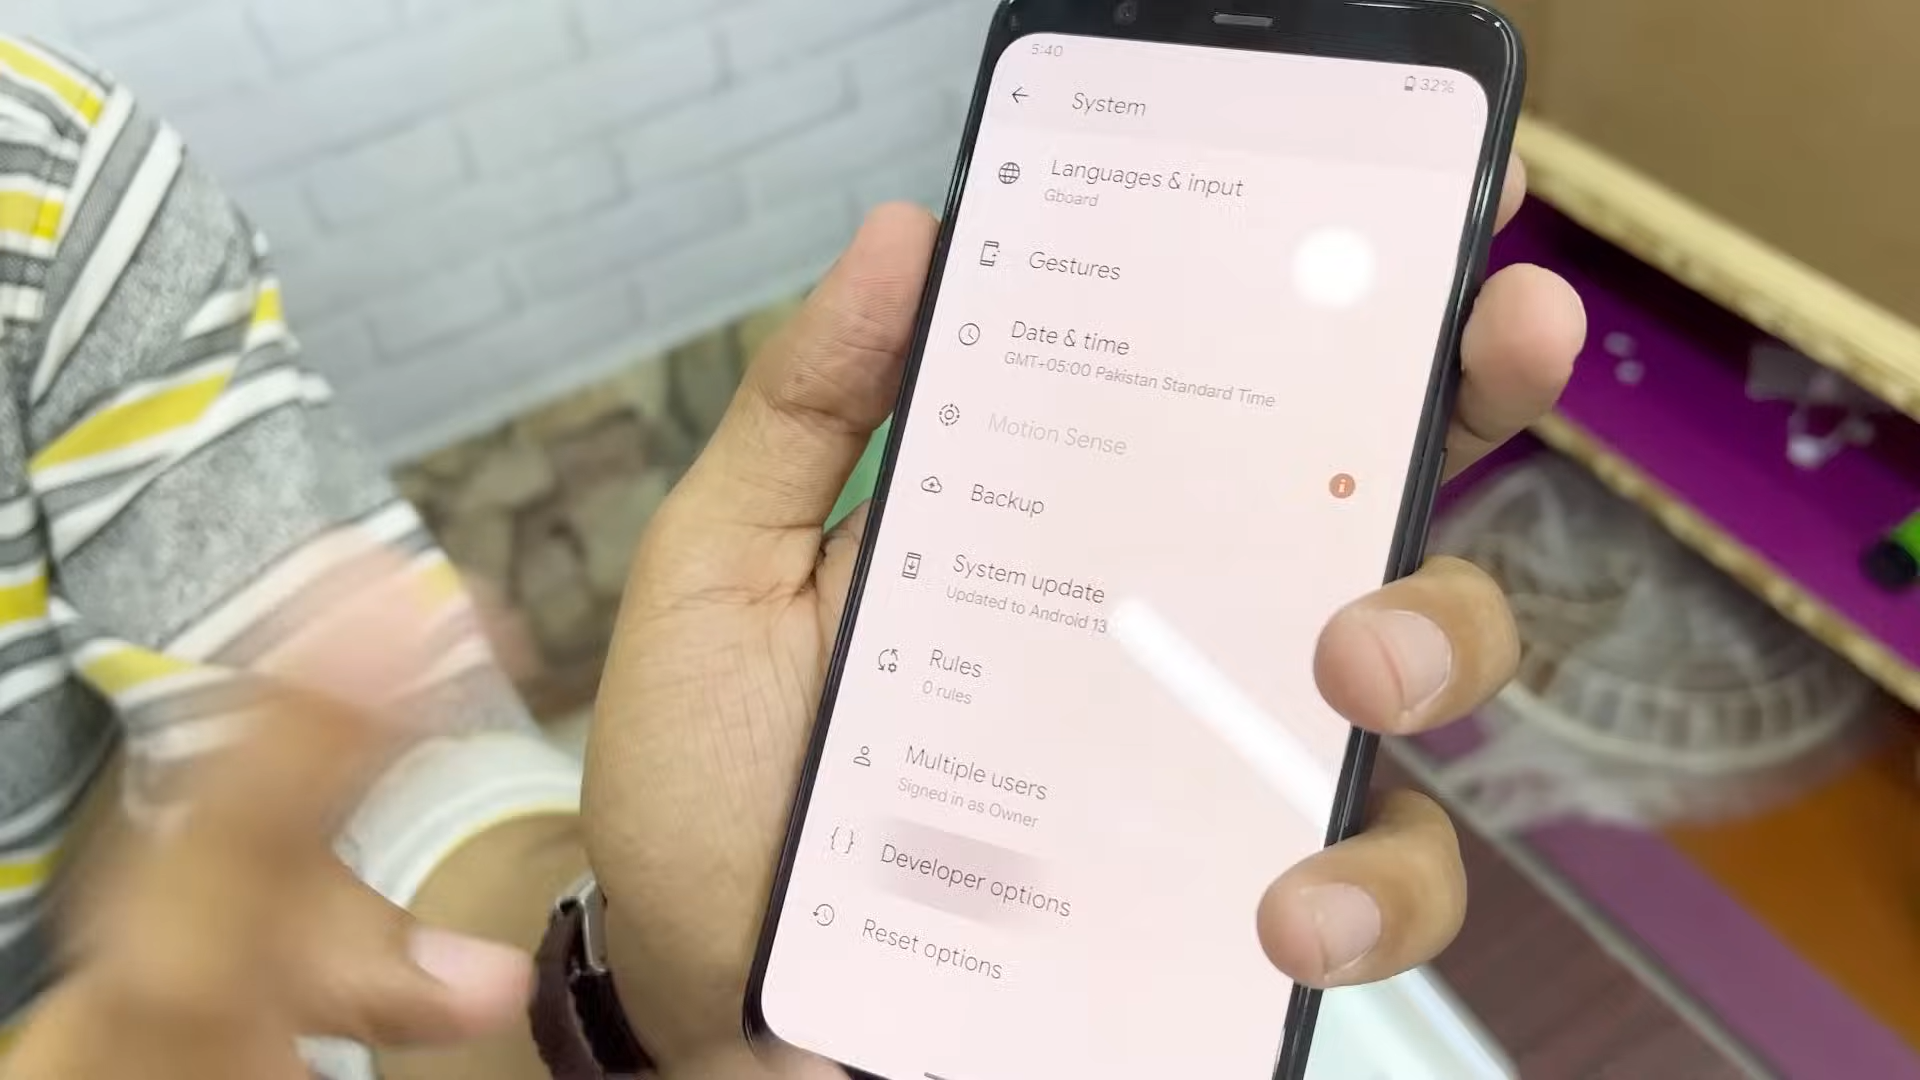 5:40
32%
System
Languages & input
Gboard
Gestures
Date & time
GMT+05:00 Pakistan Standard Time
Motion Sense
Backup
System update
Updated to Android 13
Rules
0 rules
Multiple users
Signed in as Owner
{ } Developer options
Reset options